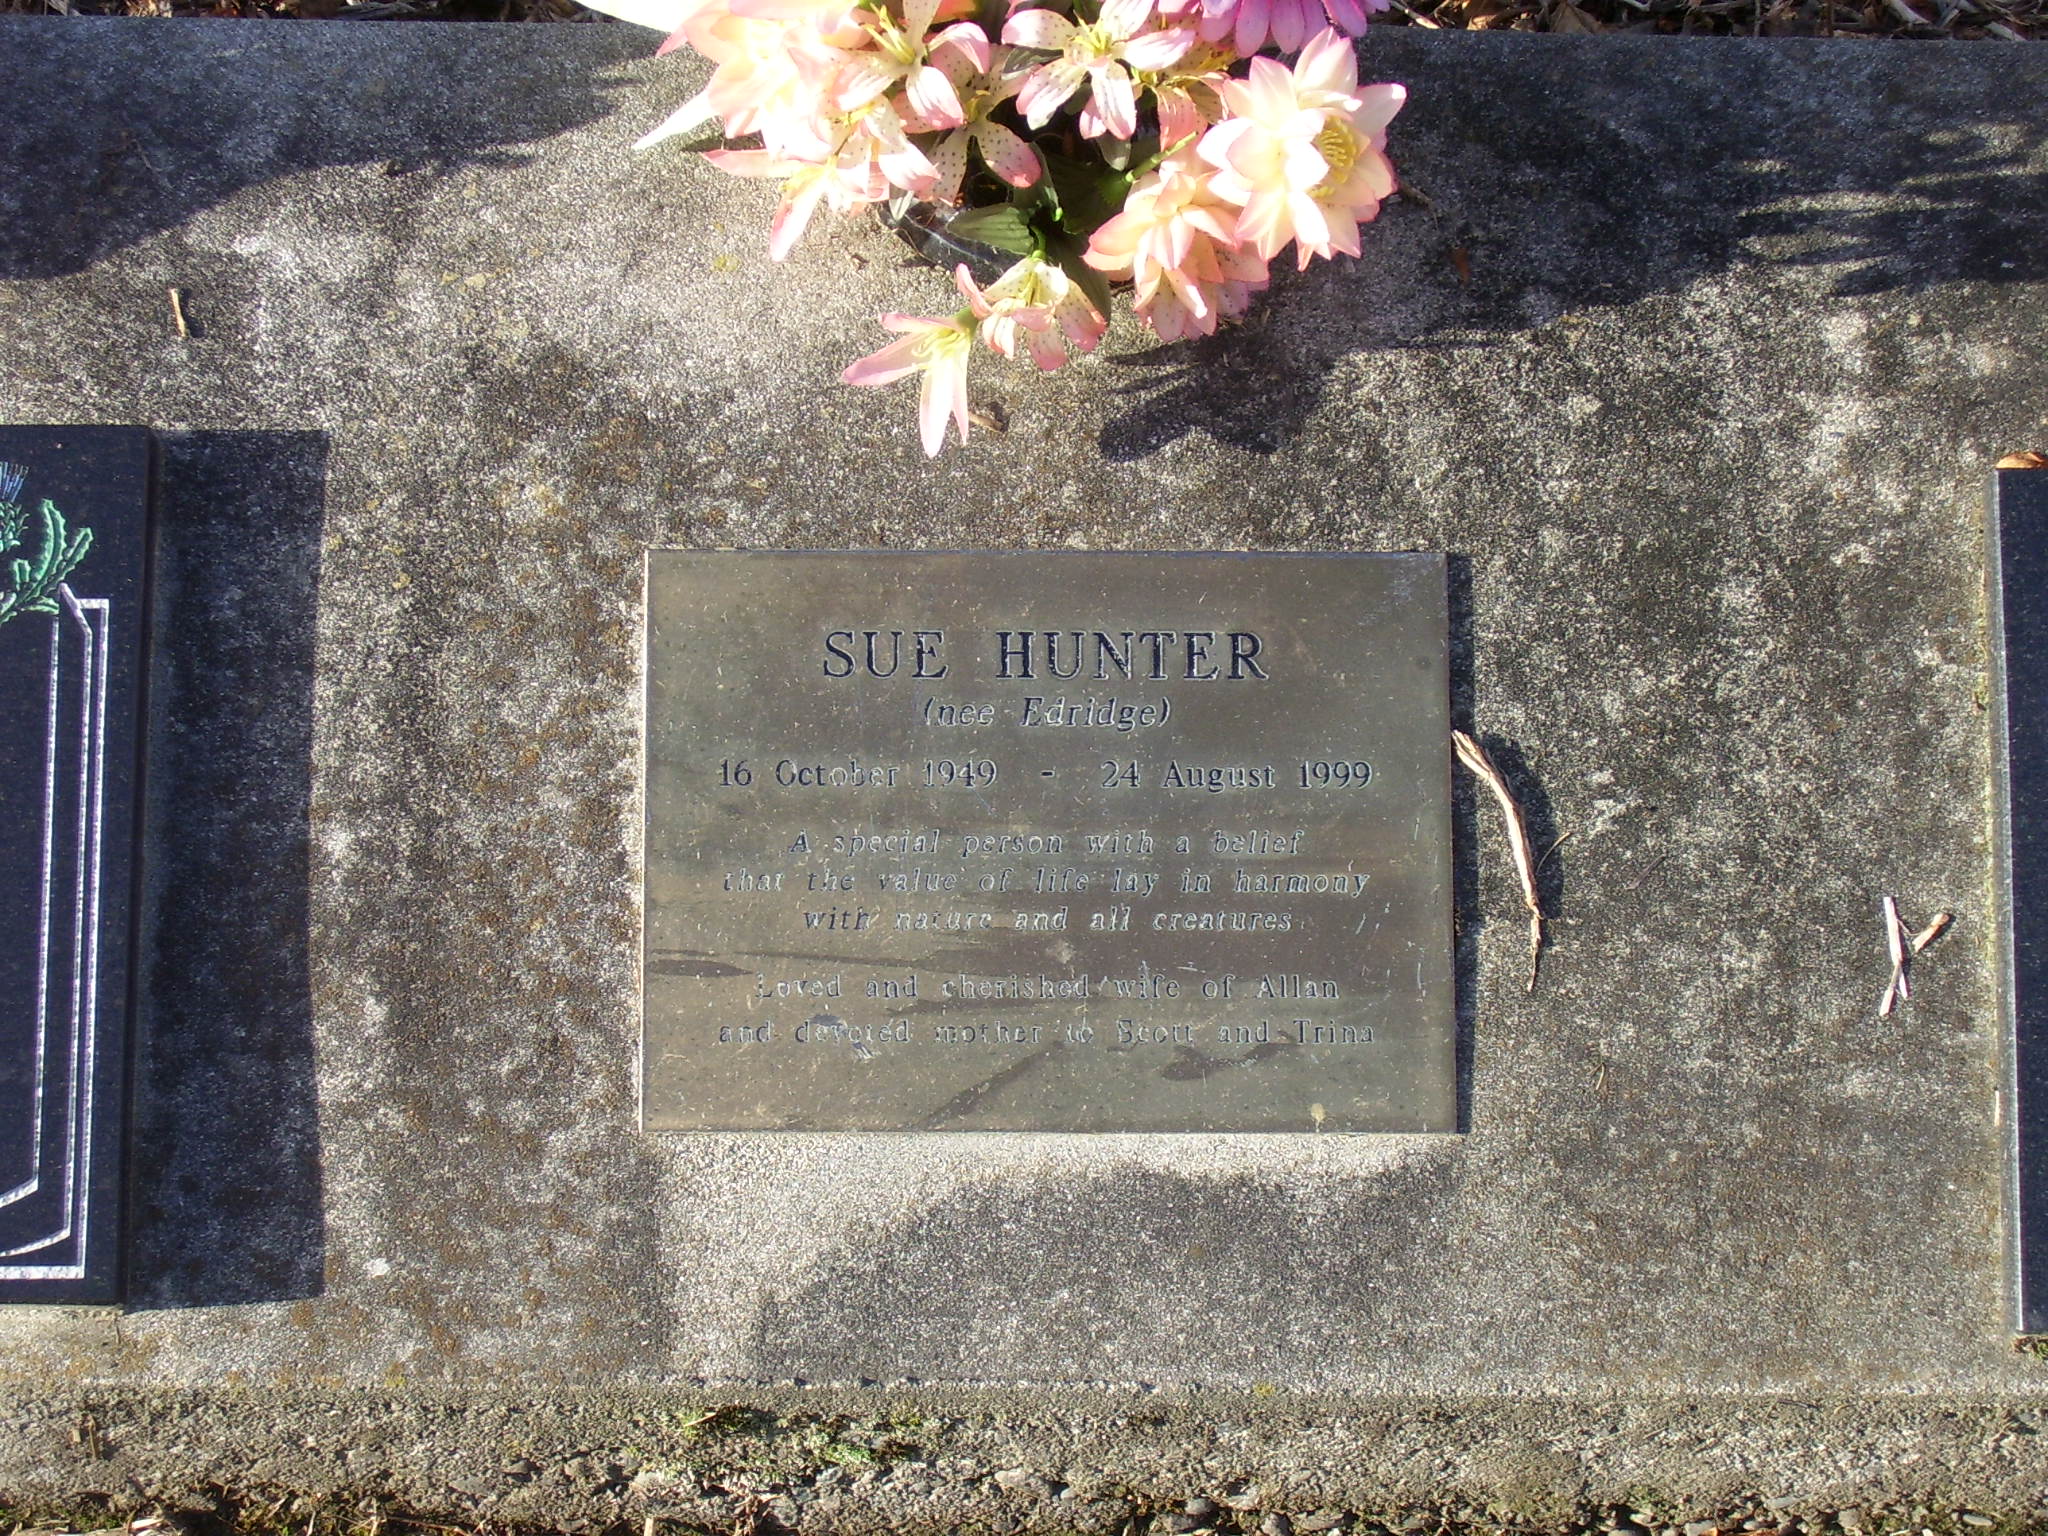 SUE HUNTER
(nee Edridge)
16 October 1949 - 24 August 1999
A special person with a belief
that the value of life lay in harmony
with nature and all creatures
Loved and cherished wife of Allan
and devoted mother to Scott and Trina